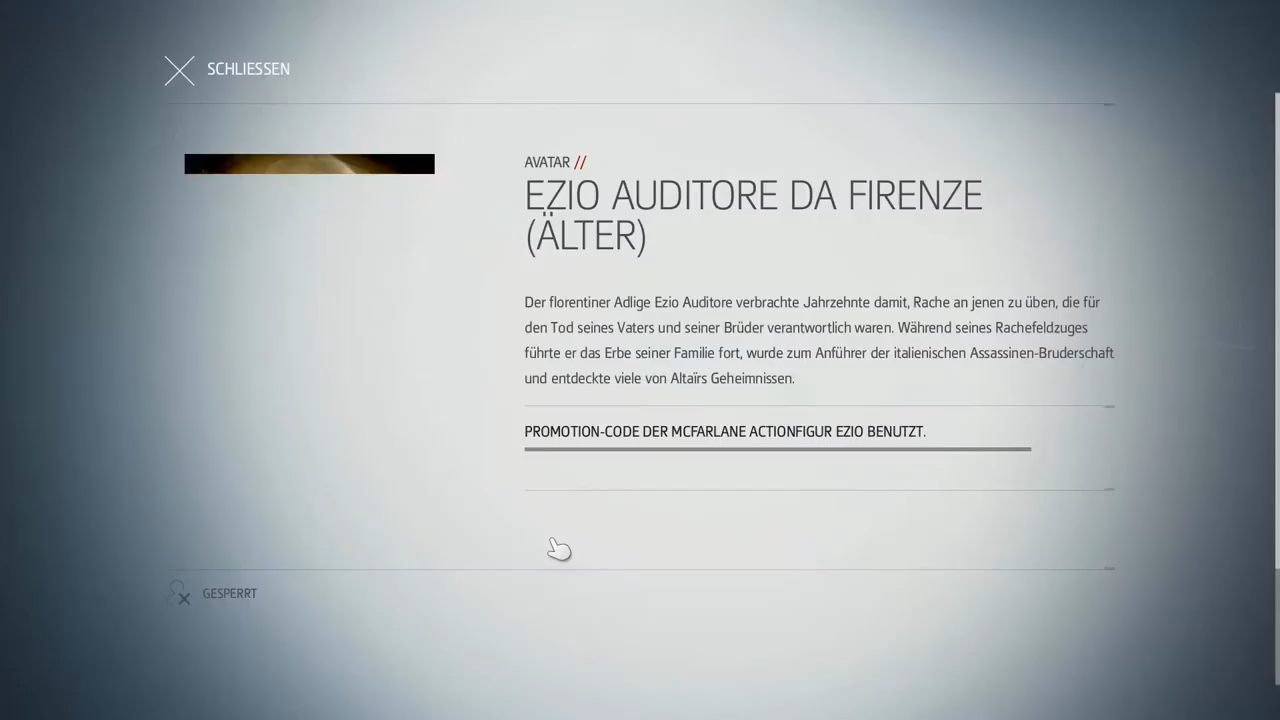 SCHLIESSEN
AVATAR //
EZIO AUDITORE DA FIRENZE
(ÄLTER)
Der florentiner Adlige Ezio Auditore verbrachte Jahrzehnte damit, Rache an jenen zu üben, die für
den Tod seines Vaters und seiner Brüder verantwortlich waren. Während seines Rachefeldzuges
führte er das Erbe seiner Familie fort, wurde zum Anführer der italienischen Assassinen-Bruderschaft
und entdeckte viele von Altaïrs Geheimnissen.
PROMOTION-CODE DER MCFARLANE ACTIONFIGUR EZIO BENUTZT.
GESPERRT